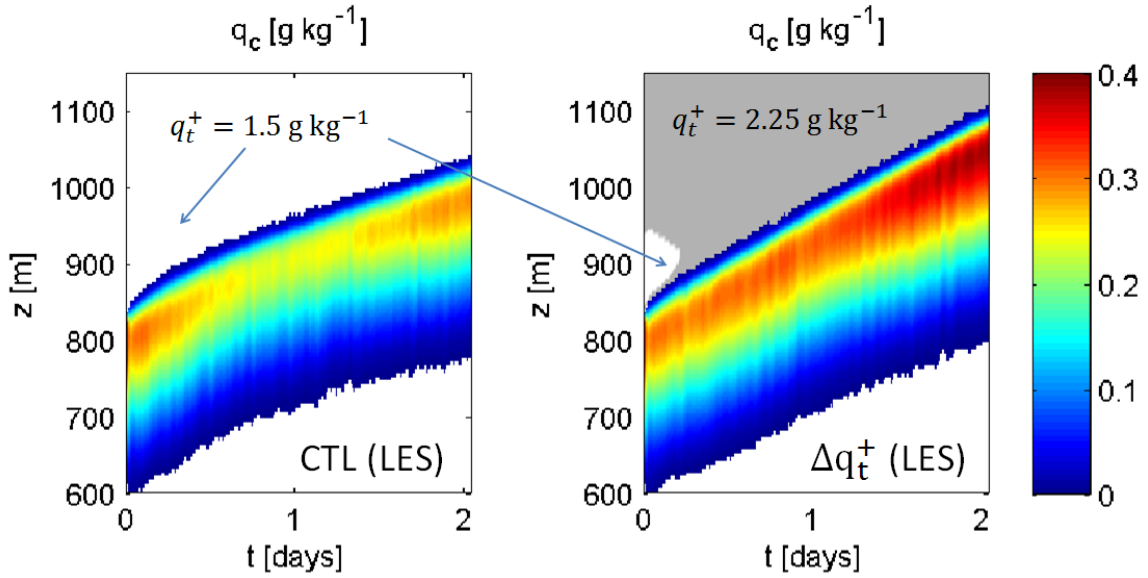 q_c [g kg⁻¹]
1100
1000
900
800
700
600
z [m]
q_t^+ = 1.5 g kg⁻¹
CTL (LES)
0
1
2
t [days]
q_c [g kg⁻¹]
1100
1000
900
800
700
600
z [m]
q_t^+ = 2.25 g kg⁻¹
Δq_t^+ (LES)
0
1
2
t [days]
0.4
0.3
0.2
0.1
0